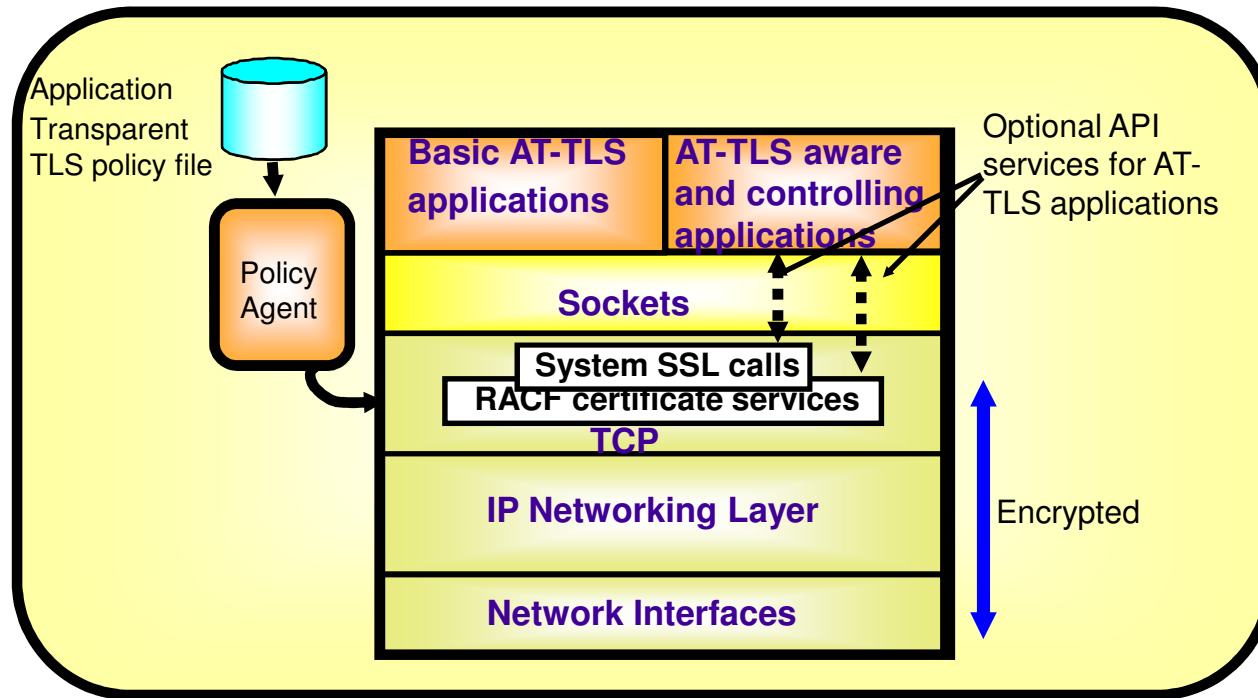 Application
Transparent
TLS policy file
Policy
Agent
Basic AT-TLS
applications
AT-TLS aware
and controlling
applications
Optional API
services for AT-
TLS applications
Sockets
System SSL calls
RACF certificate services
TCP
IP Networking Layer
Encrypted
Network Interfaces